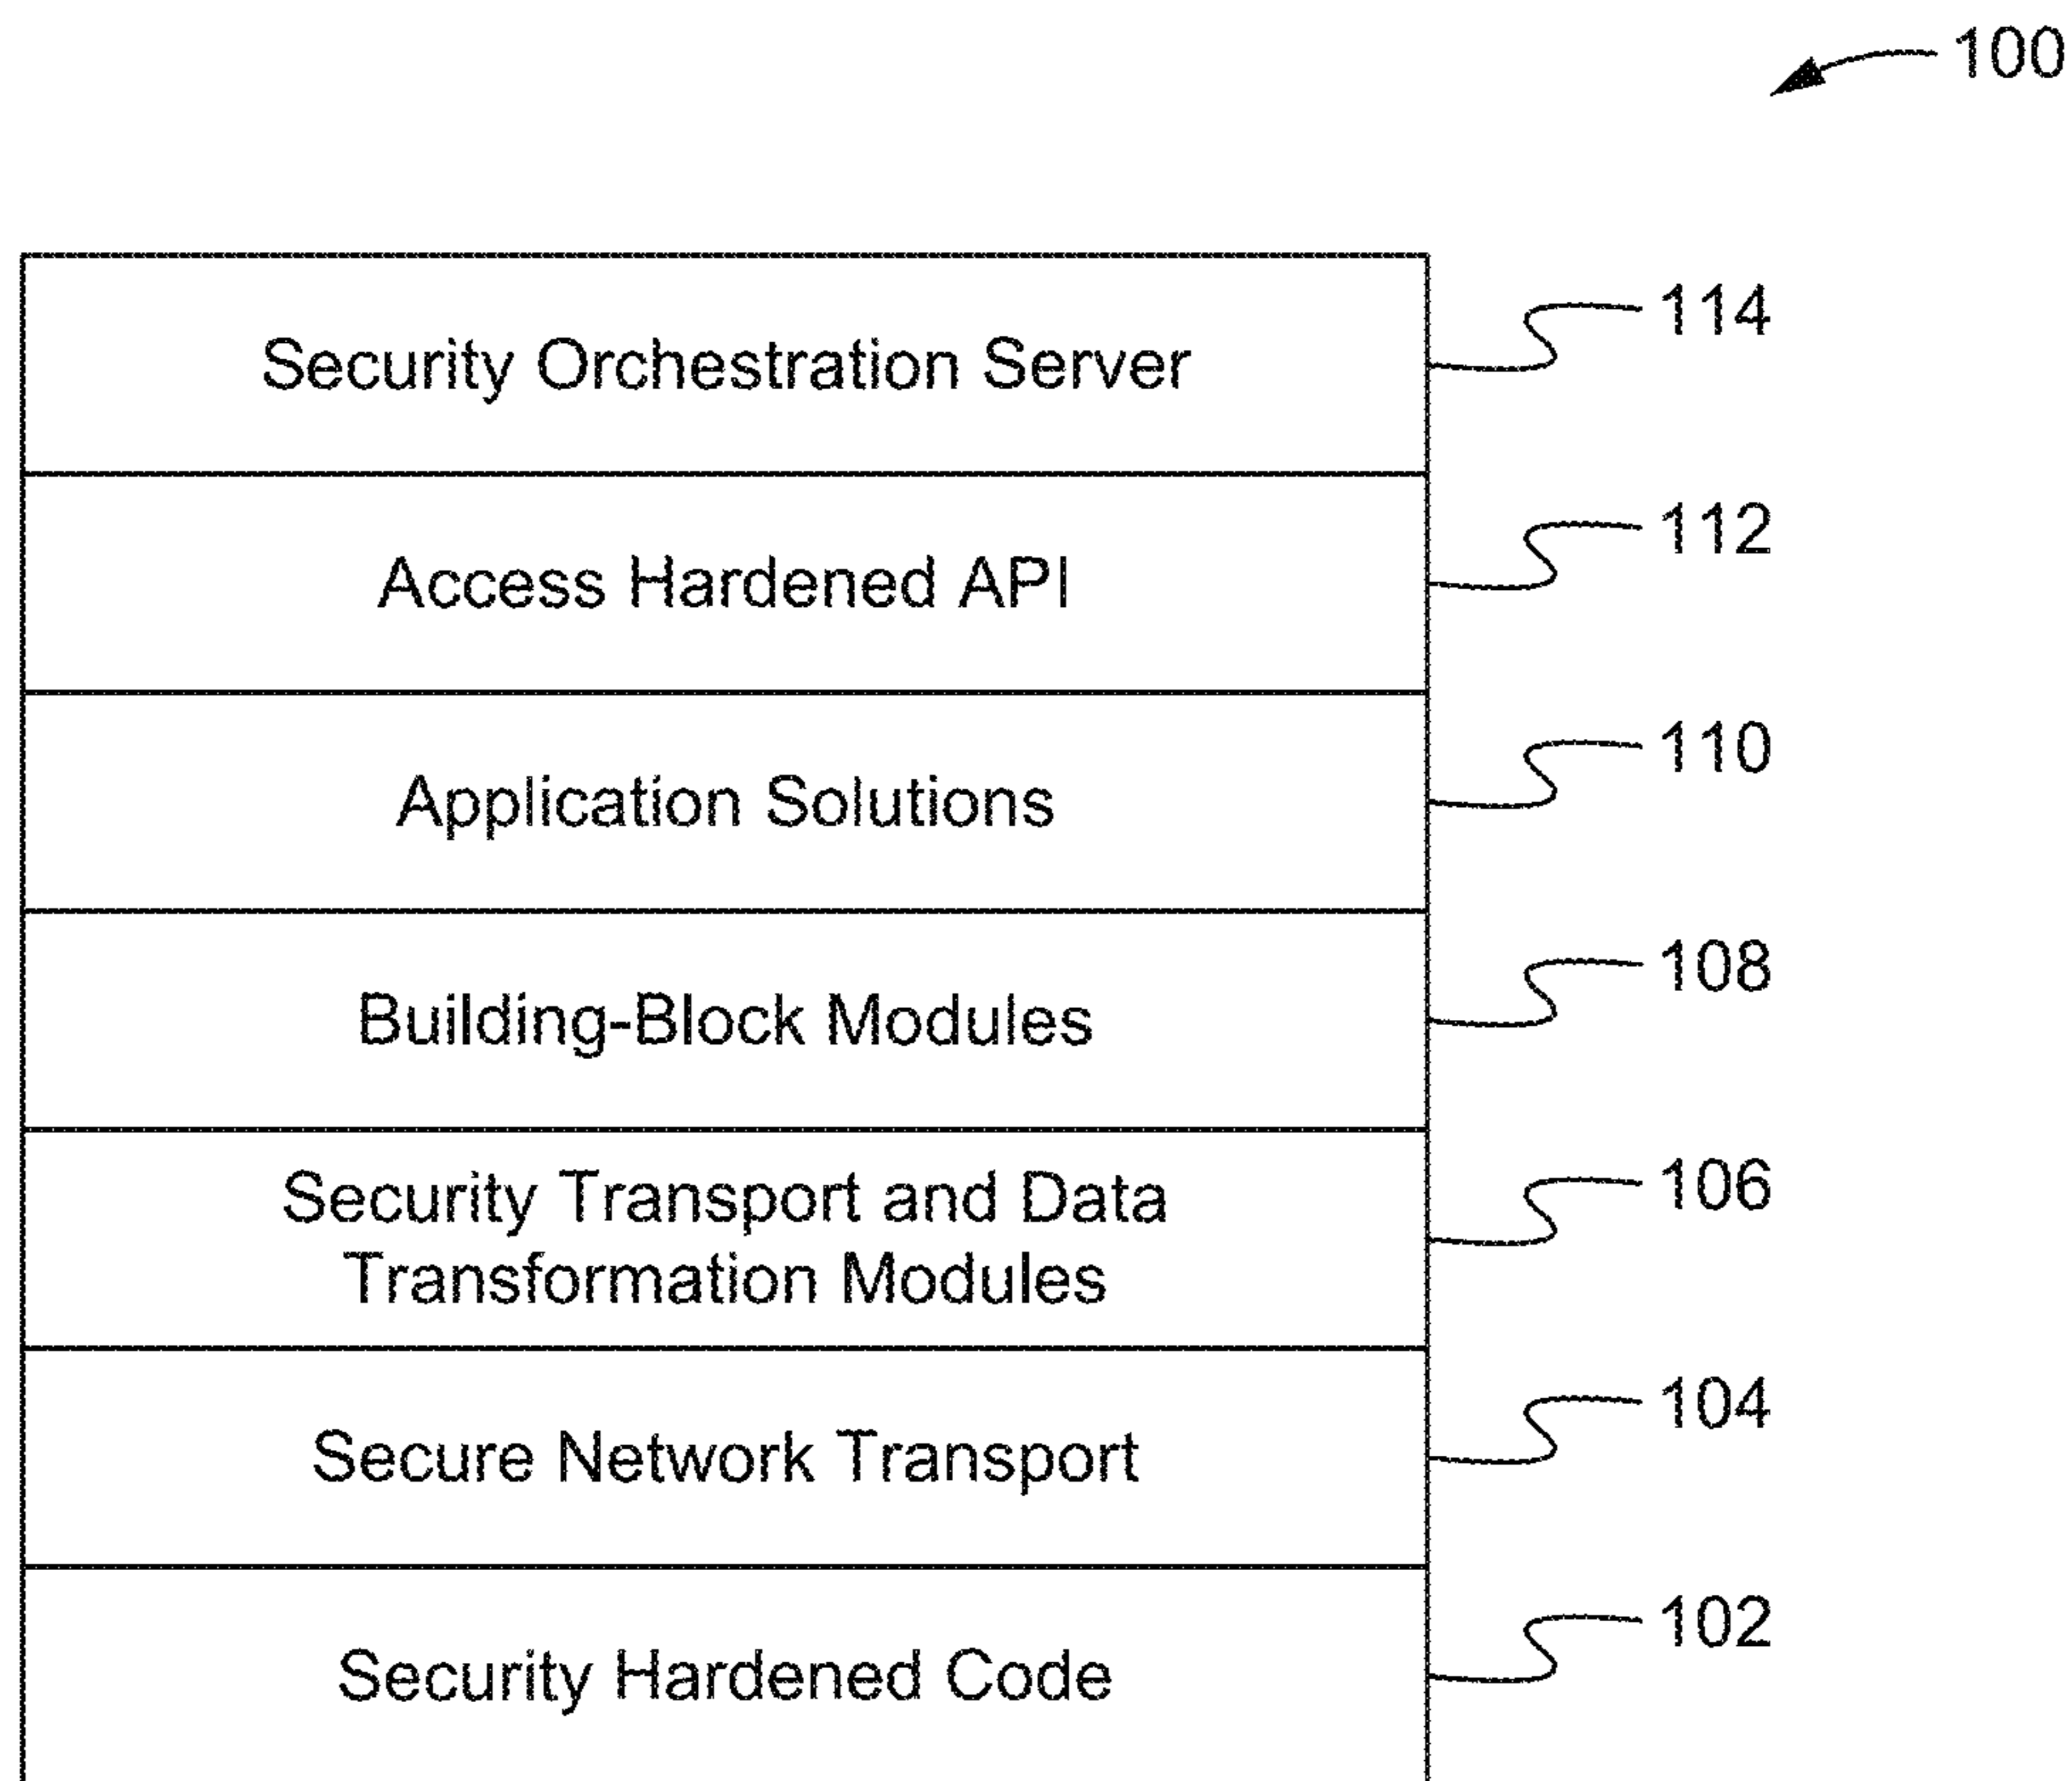 100
Security Orchestration Server
114
Access Hardened API
112
Application Solutions
110
Building-Block Modules
108
Security Transport and Data
Transformation Modules
106
Secure Network Transport
104
Security Hardened Code
102